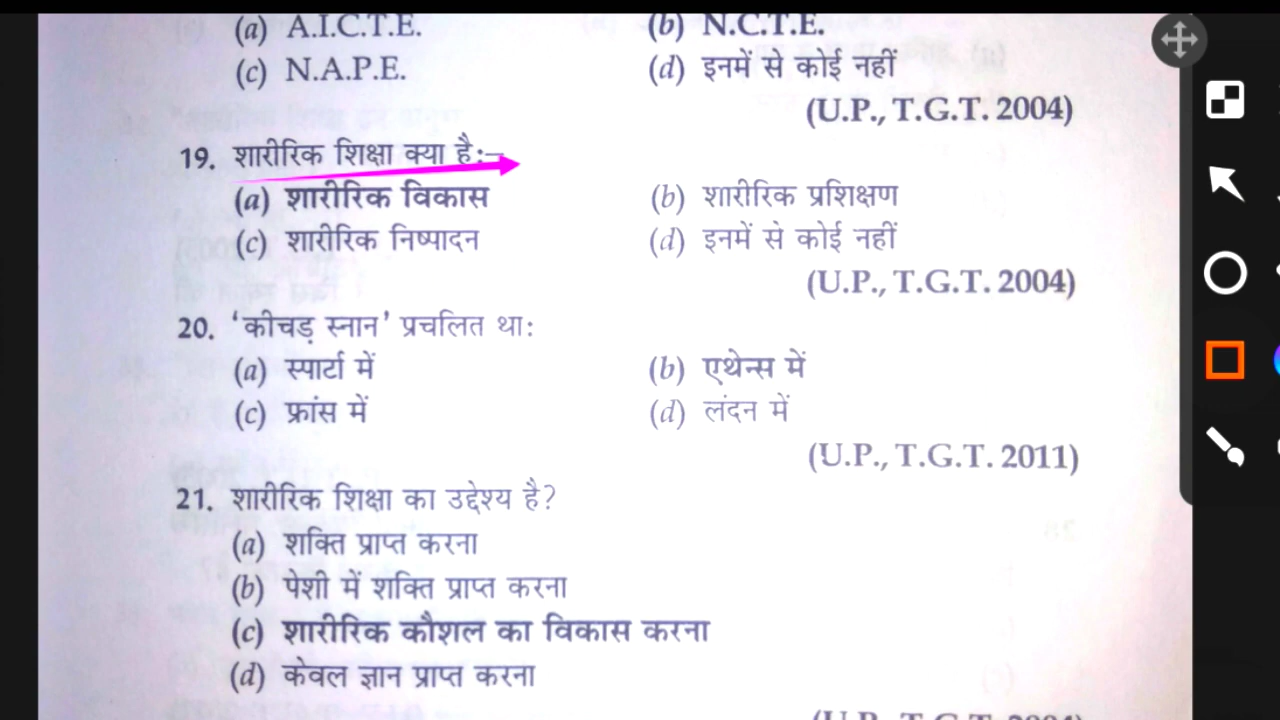 (a) A.I.C.T.E. (b) N.C.T.E.
(c) N.A.P.E. (d) इनमें से कोई नहीं
(U.P., T.G.T. 2004)
19. शारीरिक शिक्षा क्या है:–
(a) शारीरिक विकास (b) शारीरिक प्रशिक्षण
(c) शारीरिक निष्पादन (d) इनमें से कोई नहीं
(U.P., T.G.T. 2004)
20. ‘कीचड़ स्नान’ प्रचलित था:
(a) स्पार्टा में (b) एथेन्स में
(c) फ्रांस में (d) लंदन में
(U.P., T.G.T. 2011)
21. शारीरिक शिक्षा का उद्देश्य है?
(a) शक्ति प्राप्त करना
(b) पेशी में शक्ति प्राप्त करना
(c) शारीरिक कौशल का विकास करना
(d) केवल ज्ञान प्राप्त करना
(U.P., T.G.T. 2004)